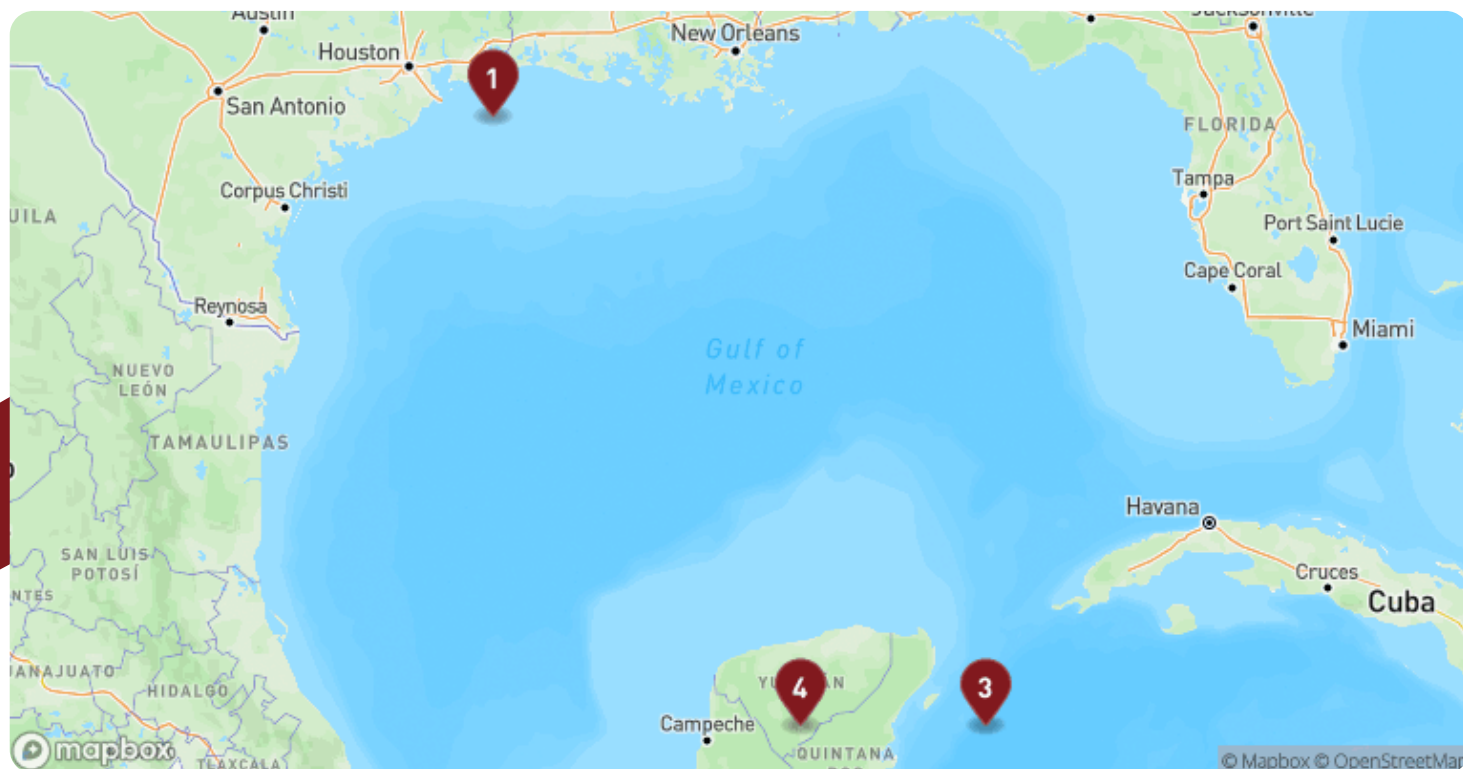 Austin
Jacksonville
New Orleans
Houston
1
San Antonio
FLORIDA
Tampa
Corpus Christi
UILA
Port Saint Lucie
Cape Coral
Reynosa
Miami
Gulf of
Mexico
NUEVO
LEÓN
TAMAULIPAS
Havana
SAN LUIS
POTOSÍ
Cruces
NTES
Cuba
4
3
ANAJUATO
HIDALGO
Campeche
QUINTANA
mapbox
TLAXCALA
© Mapbox © OpenStreetMap